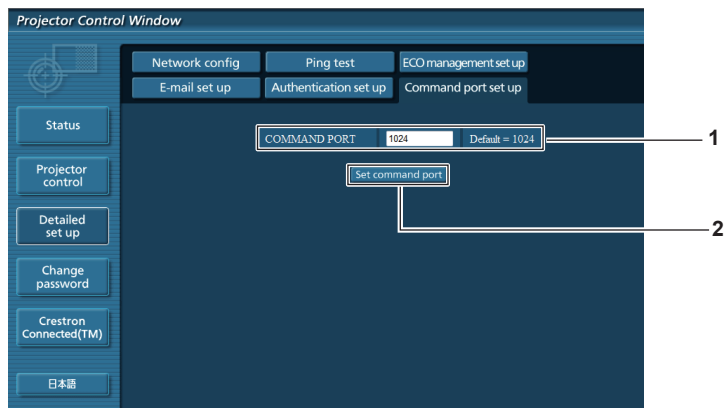 Projector Control Window
Network config
Ping test
ECO management set up
E-mail set up
Authentication set up
Command port set up
Status
Projector
control
Detailed
set up
Change
password
Crestron
Connected(TM)
日本語
COMMAND PORT 1024 Default = 1024
1
Set command port
2